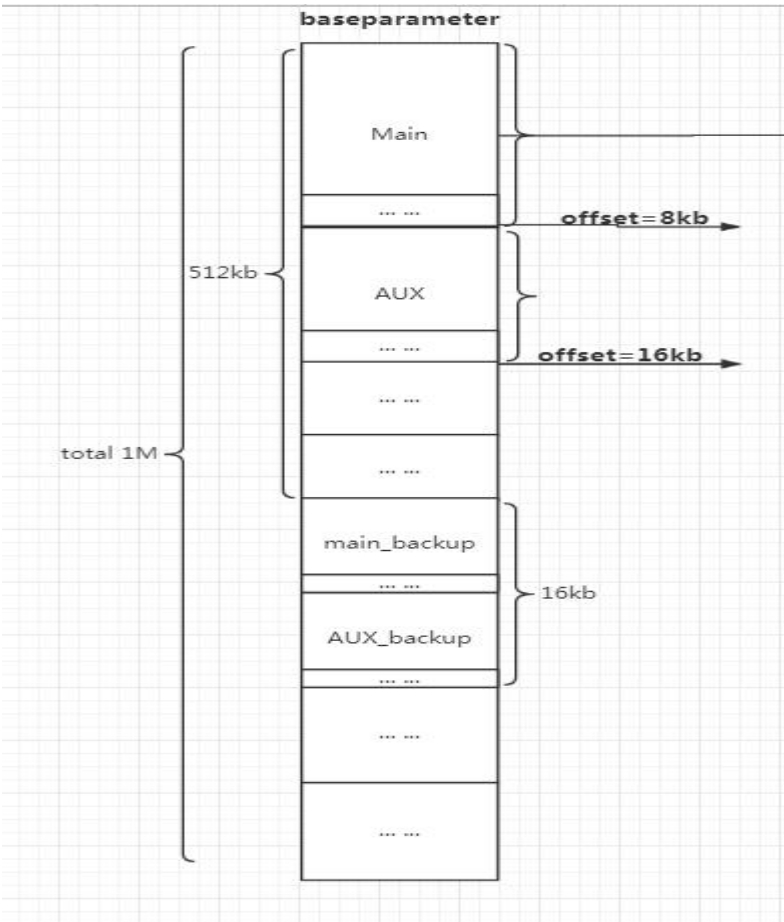 baseparameter
Main
... ...
offset=8kb
512kb
AUX
... ...
offset=16kb
... ...
total 1M
... ...
main_backup
... ...
16kb
AUX_backup
... ...
... ...
... ...